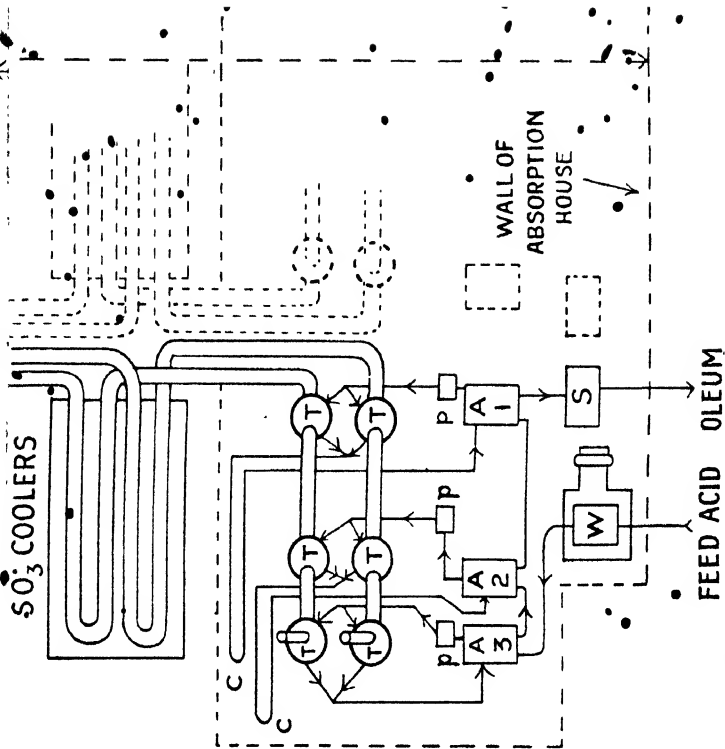 SO3 COOLERS
WALL OF
ABSORPTION
HOUSE
T
T
T
T
T
T
C
C
p
p
p
A
1
A
2
A
3
S
W
FEED ACID
OLEUM